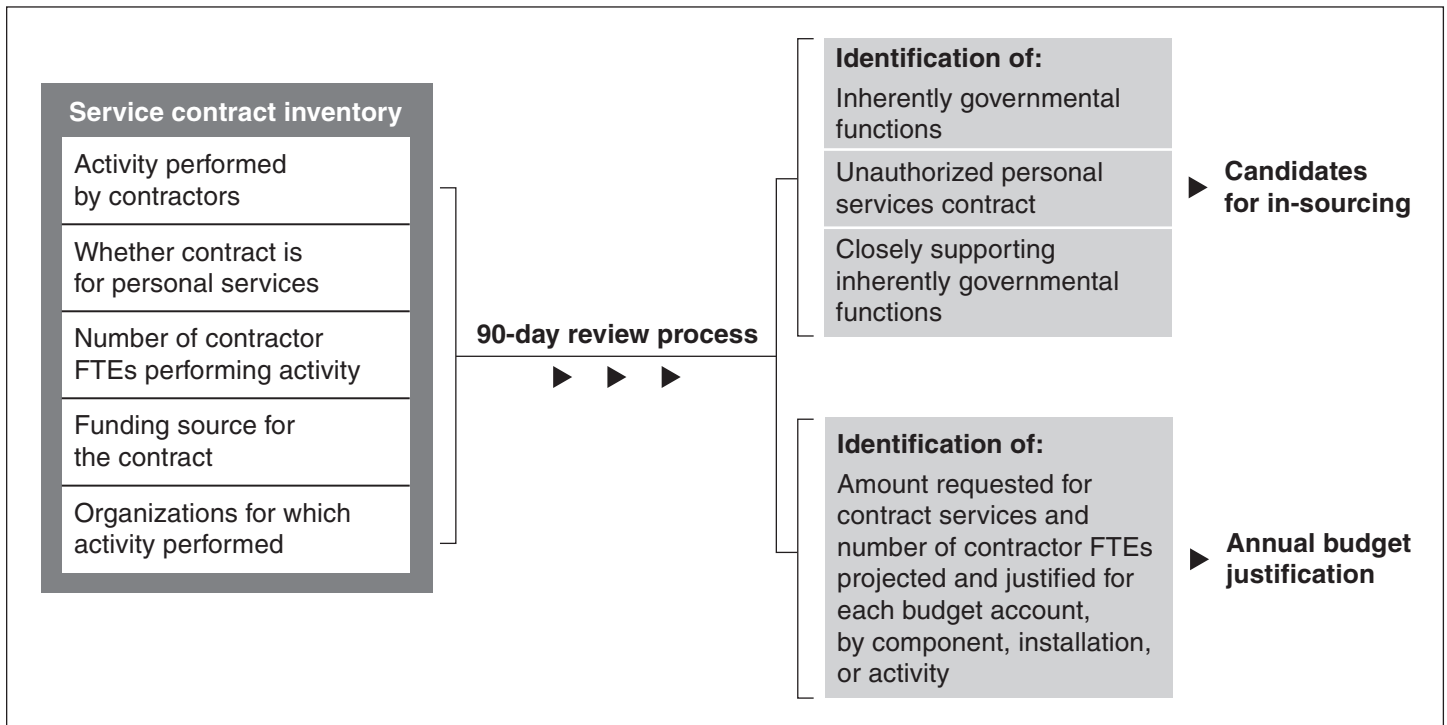 Service contract inventory
Activity performed
by contractors
Whether contract is
for personal services
Number of contractor
FTEs performing activity
Funding source for
the contract
Organizations for which
activity performed
90-day review process
Identification of:
Inherently governmental
functions
Unauthorized personal
services contract
Closely supporting
inherently governmental
functions
Candidates
for in-sourcing
Identification of:
Amount requested for
contract services and
number of contractor FTEs
projected and justified for
each budget account,
by component, installation,
or activity
Annual budget
justification